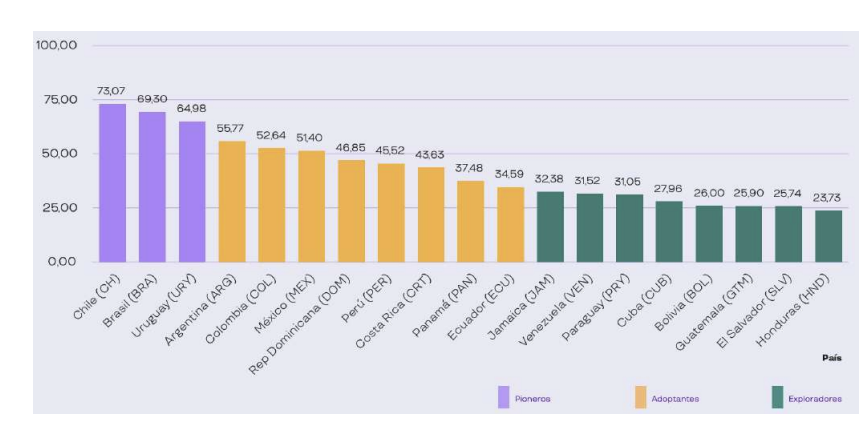 100,00
75,00
50,00
25,00
0,00
73,07
69,30
64,98
55,77
52,64
51,40
46,85
45,52
43,63
37,48
34,59
32,38
31,52
31,05
27,96
26,00
25,90
25,74
23,73
Chile (CH)
Brasil (BRA)
Uruguay (URY)
Argentina (ARG)
Colombia (COL)
México (MEX)
Rep Dominicana (DOM)
Perú (PER)
Costa Rica (CRT)
Panamá (PAN)
Ecuador (ECU)
Jamaica (JAM)
Venezuela (VEN)
Paraguay (PRY)
Cuba (CUB)
Bolivia (BOL)
Guatemala (GTM)
El Salvador (SLV)
Honduras (HND)
País
Pioneros
Adoptantes
Exploradores